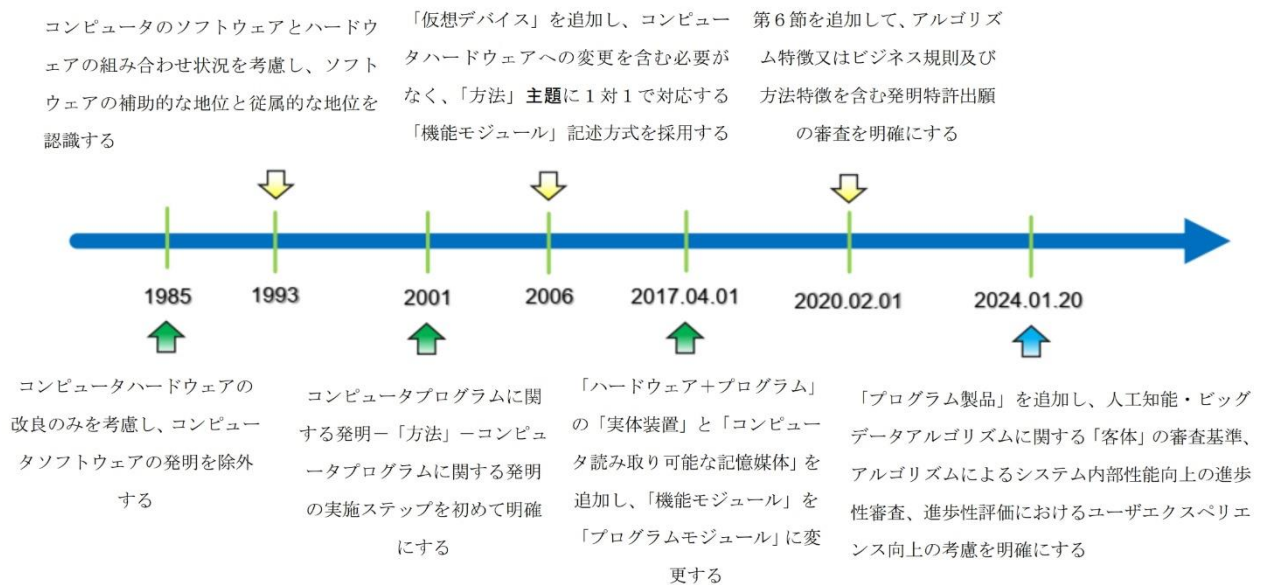 コンピュータのソフトウェアとハードウ
ェアの組み合わせ状況を考慮し、ソフト
ウェアの補助的な地位と従属的な地位を
認識する
「仮想デバイス」を追加し、コンピュー
タハードウェアへの変更を含む必要が
なく、「方法」主題に1対1で対応する
「機能モジュール」記述方式を採用する
第6節を追加して、アルゴリズ
ム特徴又はビジネス規則及び
方法特徴を含む発明特許出願
の審査を明確にする
1985
1993
2001
2006
2017.04.01
2020.02.01
2024.01.20
コンピュータハードウェアの
改良のみを考慮し、コンピュー
タソフトウェアの発明を除外
する
コンピュータプログラムに関
する発明－「方法」－コンピュ
ータプログラムに関する発明
の実施ステップを初めて明確
にする
「ハードウェア＋プログラム」
の「実体装置」と「コンピュー
タ読み取り可能な記憶媒体」を
追加し、「機能モジュール」を
「プログラムモジュール」に変
更する
「プログラム製品」を追加し、人工知能・ビッグ
データアルゴリズムに関する「客体」の審査基準、
アルゴリズムによるシステム内部性能向上の進歩
性審査、進歩性評価におけるユーザエクスペリエ
ンス向上の考慮を明確にする